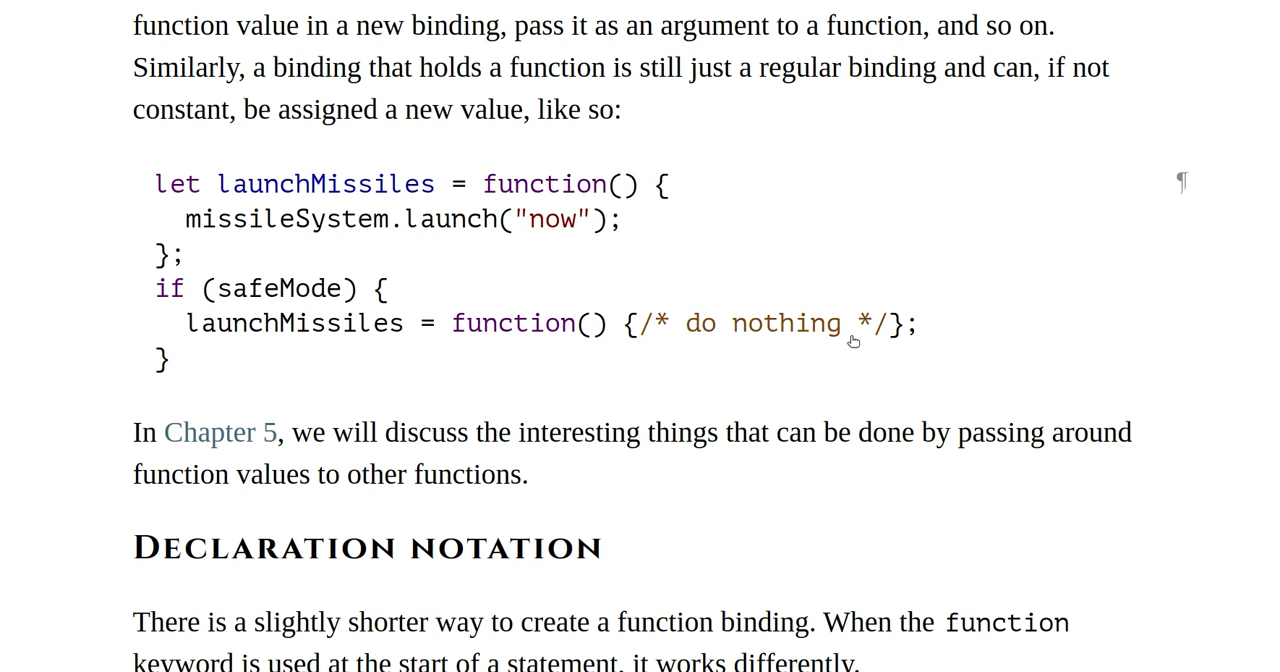 function value in a new binding, pass it as an argument to a function, and so on.
Similarly, a binding that holds a function is still just a regular binding and can, if not
constant, be assigned a new value, like so:
let launchMissiles = function() {
¶
  missileSystem.launch("now");
};
if (safeMode) {
  launchMissiles = function() {/* do nothing */};
}
In Chapter 5, we will discuss the interesting things that can be done by passing around
function values to other functions.
Declaration notation
There is a slightly shorter way to create a function binding. When the function
keyword is used at the start of a statement, it works differently.